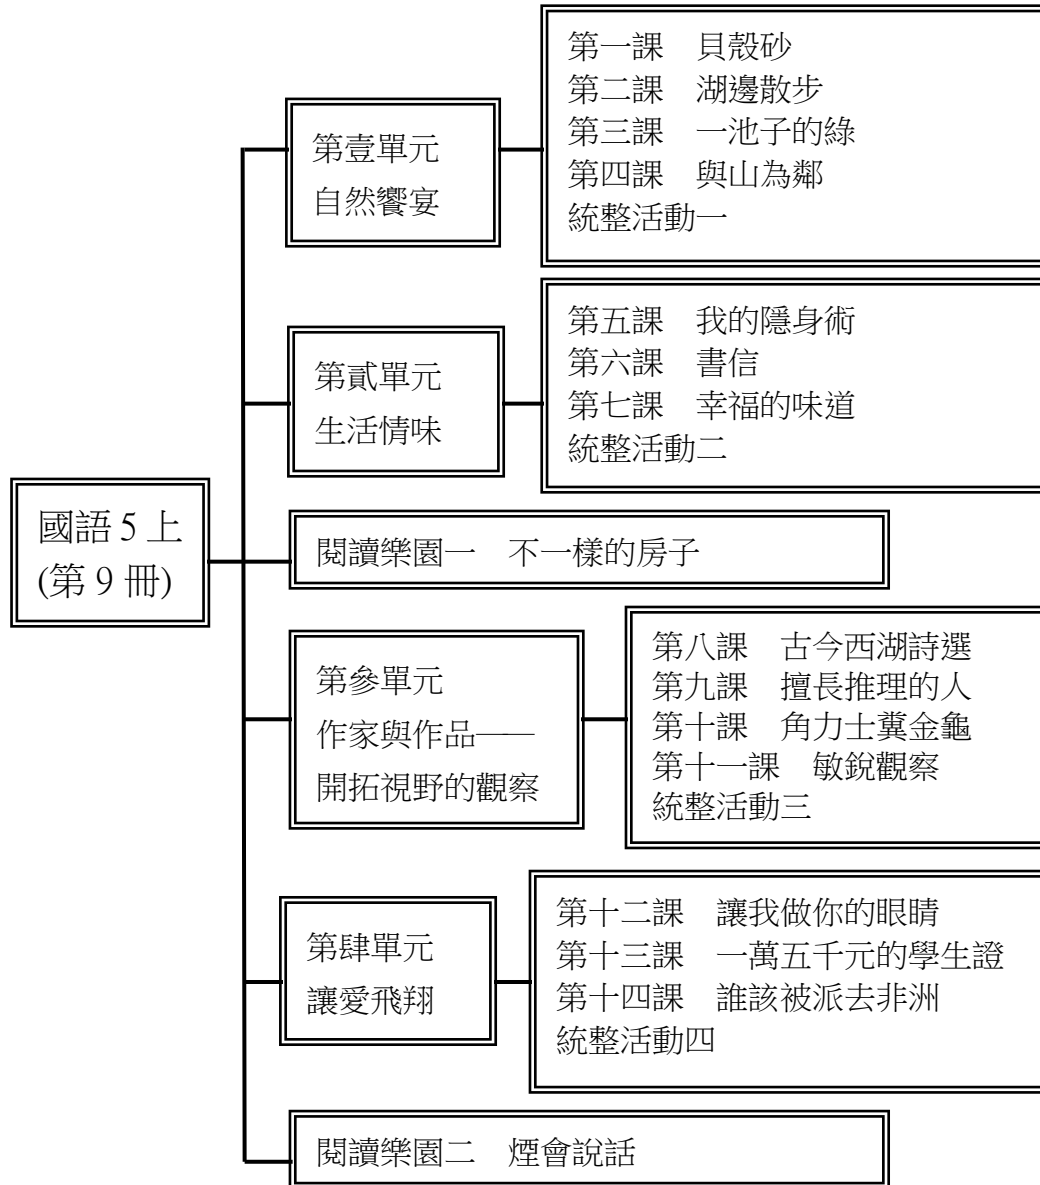 國語 5 上
(第 9 冊)
第壹單元
自然饗宴
第一課　貝殼砂
第二課　湖邊散步
第三課　一池子的綠
第四課　與山為鄰
統整活動一
第貳單元
生活情味
第五課　我的隱身術
第六課　書信
第七課　幸福的味道
統整活動二
閱讀樂園一　不一樣的房子
第參單元
作家與作品——
開拓視野的觀察
第八課　古今西湖詩選
第九課　擅長推理的人
第十課　角力士糞金龜
第十一課　敏銳觀察
統整活動三
第肆單元
讓愛飛翔
第十二課　讓我做你的眼睛
第十三課　一萬五千元的學生證
第十四課　誰該被派去非洲
統整活動四
閱讀樂園二　煙會說話